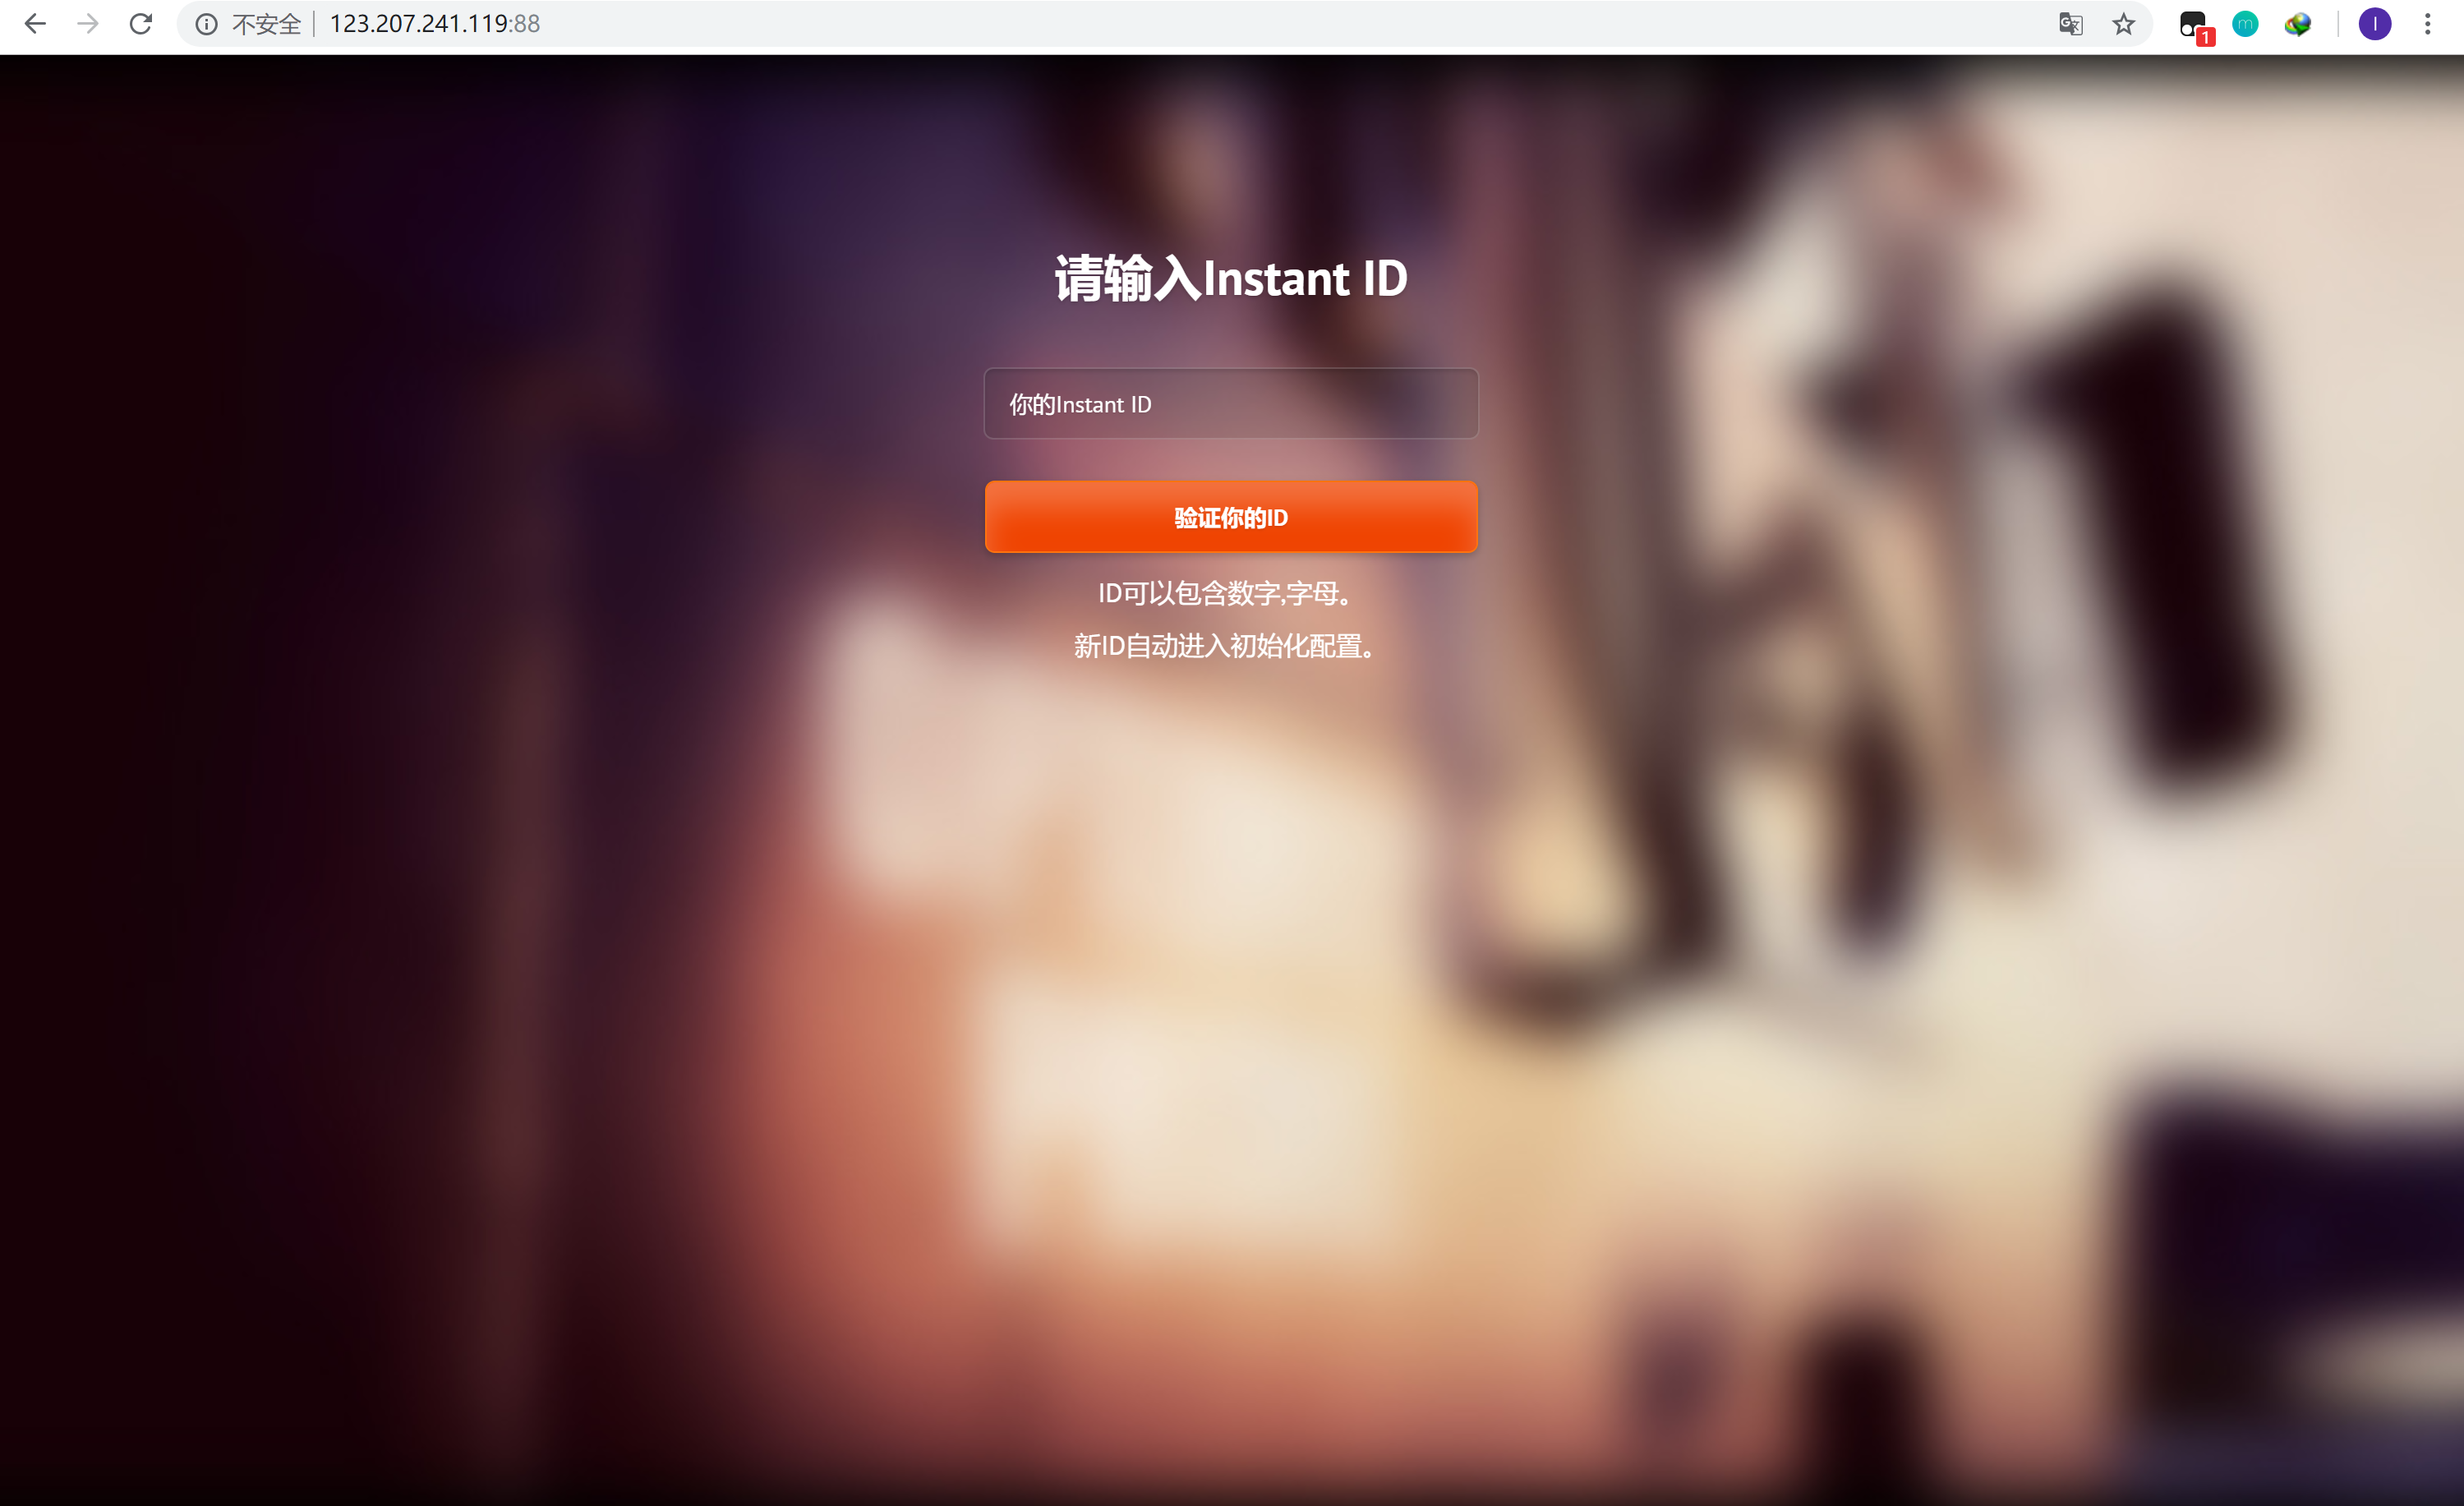 不安全 123.207.241.119:88
1
请输入Instant ID
你的Instant ID
验证你的ID
ID可以包含数字,字母。
新ID自动进入初始化配置。